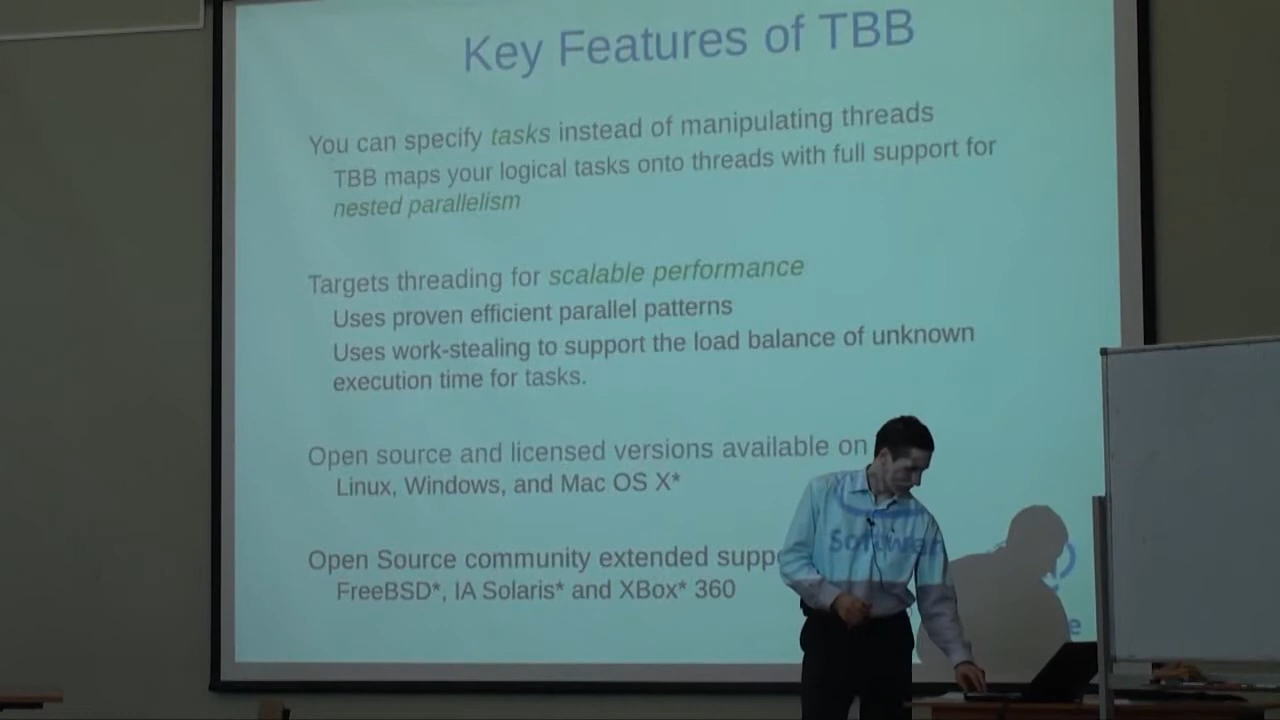 Key Features of TBB
You can specify tasks instead of manipulating threads
TBB maps your logical tasks onto threads with full support for
nested parallelism
Targets threading for scalable performance
Uses proven efficient parallel patterns
Uses work-stealing to support the load balance of unknown
execution time for tasks.
Open source and licensed versions available on
Linux, Windows, and Mac OS X*
Open Source community extended
FreeBSD*, IA Solaris* and XBox* 360
Software